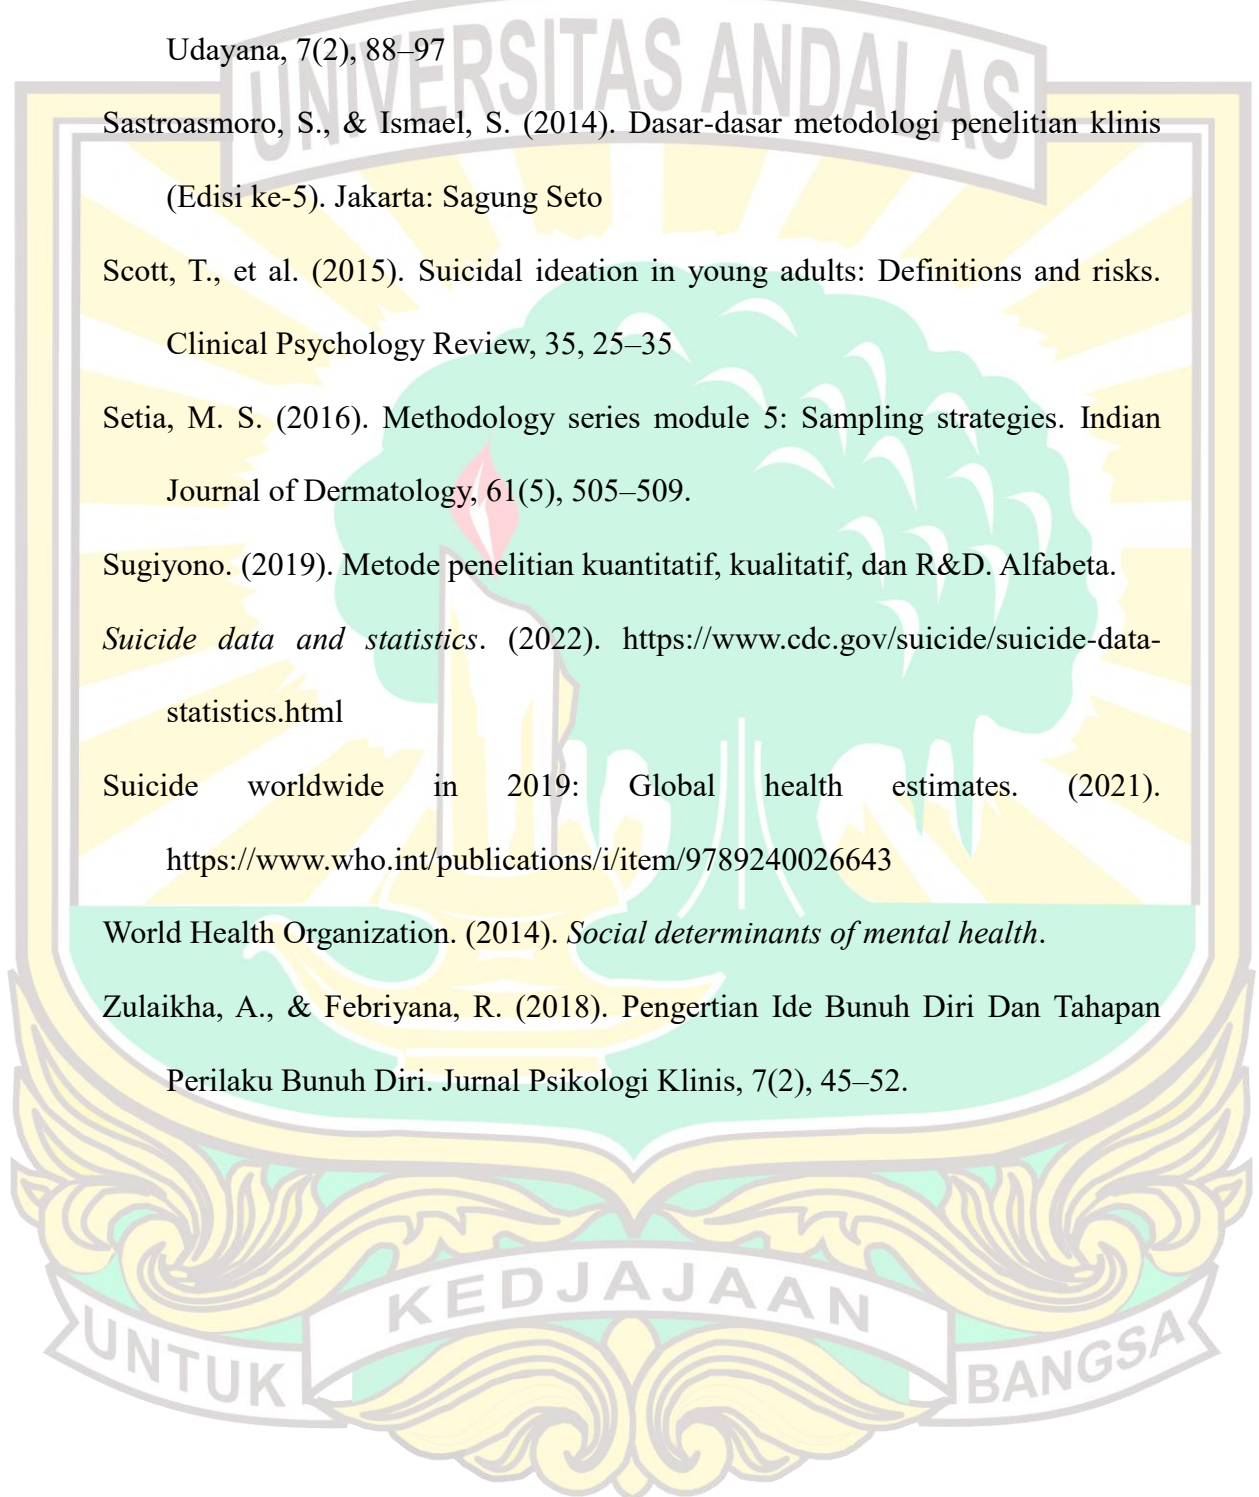 UNIVERSITAS ANDALAS
Udayana, 7(2), 88–97
Sastroasmoro, S., & Ismael, S. (2014). Dasar-dasar metodologi penelitian klinis
(Edisi ke-5). Jakarta: Sagung Seto
Scott, T., et al. (2015). Suicidal ideation in young adults: Definitions and risks.
Clinical Psychology Review, 35, 25–35
Setia, M. S. (2016). Methodology series module 5: Sampling strategies. Indian
Journal of Dermatology, 61(5), 505–509.
Sugiyono. (2019). Metode penelitian kuantitatif, kualitatif, dan R&D. Alfabeta.
Suicide data and statistics. (2022). https://www.cdc.gov/suicide/suicide-data-
statistics.html
Suicide worldwide in 2019: Global health estimates. (2021).
https://www.who.int/publications/i/item/9789240026643
World Health Organization. (2014). Social determinants of mental health.
Zulaikha, A., & Febriyana, R. (2018). Pengertian Ide Bunuh Diri Dan Tahapan
Perilaku Bunuh Diri. Jurnal Psikologi Klinis, 7(2), 45–52.
UNTUK KEDJAJAAN BANGSA